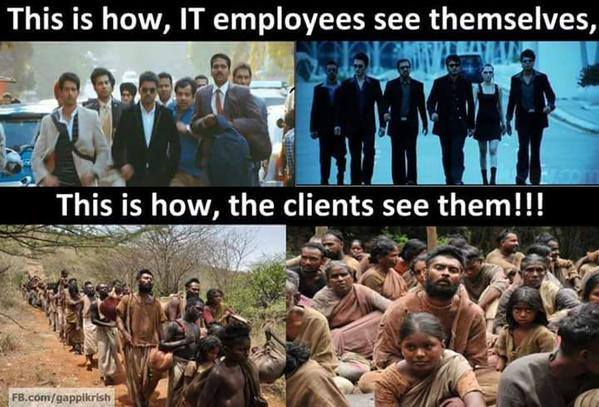 This is how, IT employees see themselves,
This is how, the clients see them!!!
FB.com/gappikrish